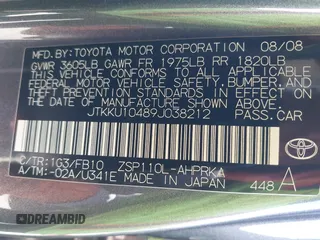 MFD.BY:TOYOTA MOTOR CORPORATION 08/08
GVWR 3605LB GAWR FR 1975LB RR 1820LB
THIS VEHICLE CONFORMS TO ALL APPLICABLE
FEDERAL MOTOR VEHICLE SAFETY, BUMPER, AND
THEFT PREVENTION STANDARDS IN EFFECT ON
THE DATE OF MANUFACTURE SHOWN ABOVE.
JTKKU10489J038212 PASS.CAR
C/TR:1G3/FB10 ZSP110L-AHPRKA
A/TM:-02A/U341E MADE IN JAPAN
448 A
TOYOTA